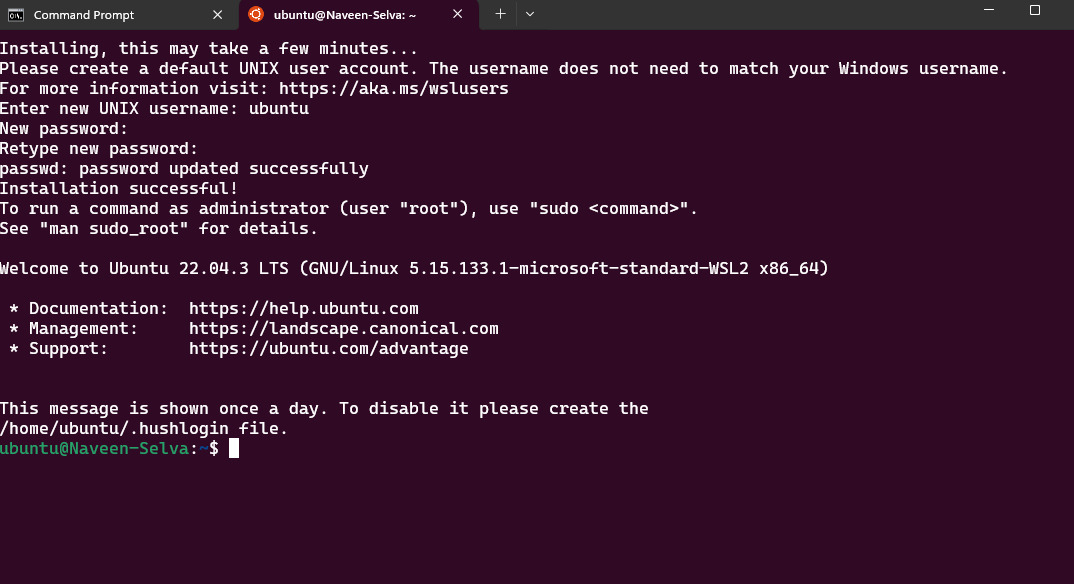 Command Prompt
ubuntu@Naveen-Selva: ~
Installing, this may take a few minutes...
Please create a default UNIX user account. The username does not need to match your Windows username.
For more information visit: https://aka.ms/wslusers
Enter new UNIX username: ubuntu
New password:
Retype new password:
passwd: password updated successfully
Installation successful!
To run a command as administrator (user "root"), use "sudo <command>".
See "man sudo_root" for details.
Welcome to Ubuntu 22.04.3 LTS (GNU/Linux 5.15.133.1-microsoft-standard-WSL2 x86_64)
* Documentation:  https://help.ubuntu.com
* Management:     https://landscape.canonical.com
* Support:        https://ubuntu.com/advantage
This message is shown once a day. To disable it please create the
/home/ubuntu/.hushlogin file.
ubuntu@Naveen-Selva:~$